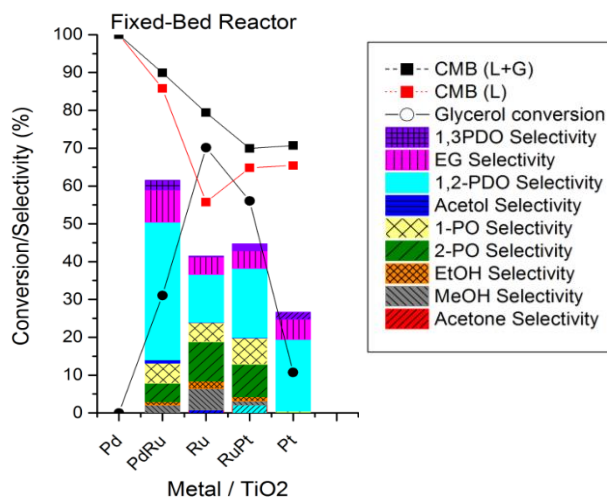 Fixed-Bed Reactor
100
90
80
70
60
50
40
30
20
10
0
Conversion/Selectivity (%)
Pd
PdRu
Ru
RuPt
Pt
Metal / TiO2
CMB (L+G)
CMB (L)
Glycerol conversion
1,3PDO Selectivity
EG Selectivity
1,2-PDO Selectivity
Acetol Selectivity
1-PO Selectivity
2-PO Selectivity
EtOH Selectivity
MeOH Selectivity
Acetone Selectivity